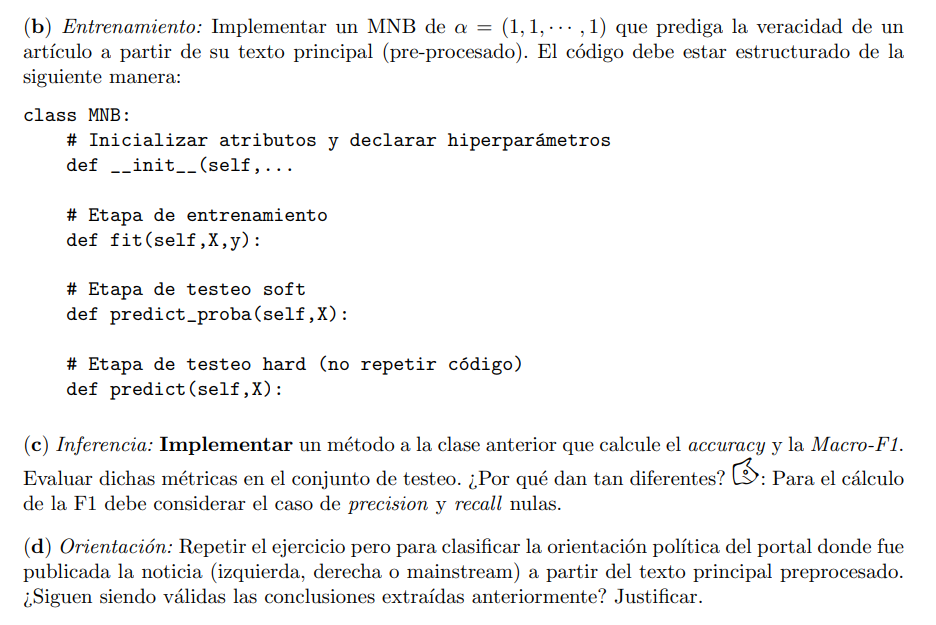 (b) Entrenamiento: Implementar un MNB de α = (1, 1, ··· , 1) que prediga la veracidad de un
artículo a partir de su texto principal (pre-procesado). El código debe estar estructurado de la
siguiente manera:
class MNB:
    # Inicializar atributos y declarar hiperparámetros
    def __init__(self,...
    # Etapa de entrenamiento
    def fit(self,X,y):
    # Etapa de testeo soft
    def predict_proba(self,X):
    # Etapa de testeo hard (no repetir código)
    def predict(self,X):
(c) Inferencia: Implementar un método a la clase anterior que calcule el accuracy y la Macro-F1.
Evaluar dichas métricas en el conjunto de testeo. ¿Por qué dan tan diferentes? : Para el cálculo
de la F1 debe considerar el caso de precision y recall nulas.
(d) Orientación: Repetir el ejercicio pero para clasificar la orientación política del portal donde fue
publicada la noticia (izquierda, derecha o mainstream) a partir del texto principal preprocesado.
¿Siguen siendo válidas las conclusiones extraídas anteriormente? Justificar.